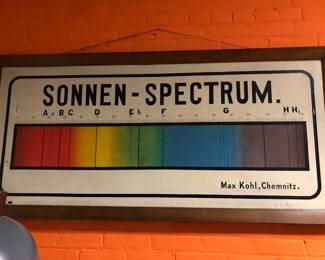 SONNEN-SPECTRUM.
A a B C D E b F G H H₁
Max Kohl, Chemnitz.